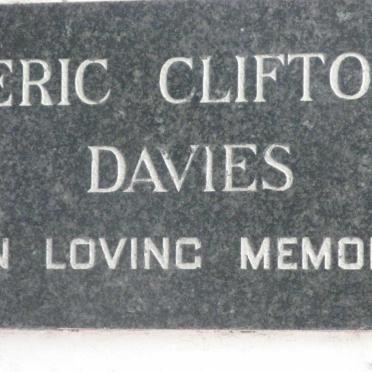 ERIC CLIFTO
DAVIES
N LOVING MEMO